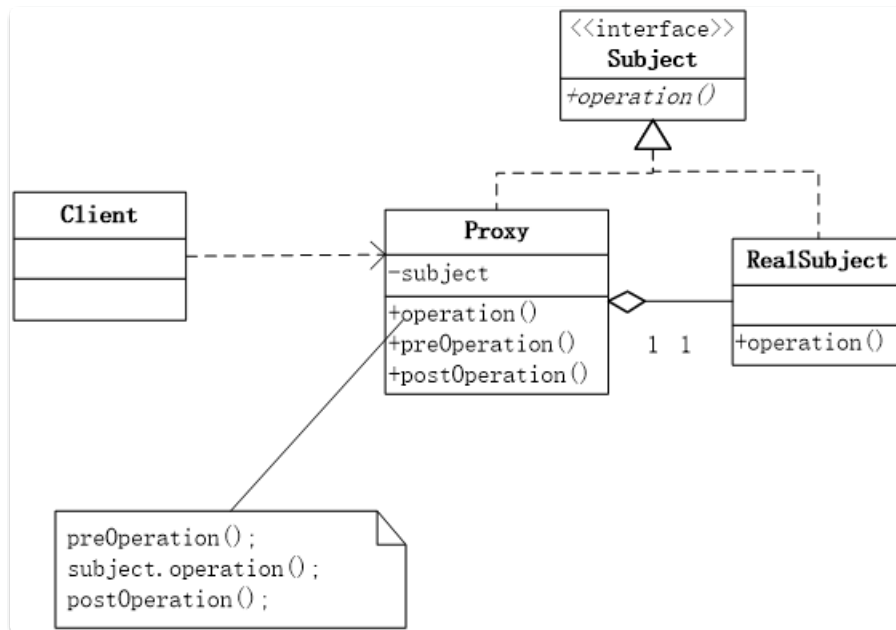 <<interface>>
Subject
+operation()
Client
Proxy
-subject
+operation()
+preOperation()
+postOperation()
1 1
RealSubject
+operation()
preOperation();
subject.operation();
postOperation();